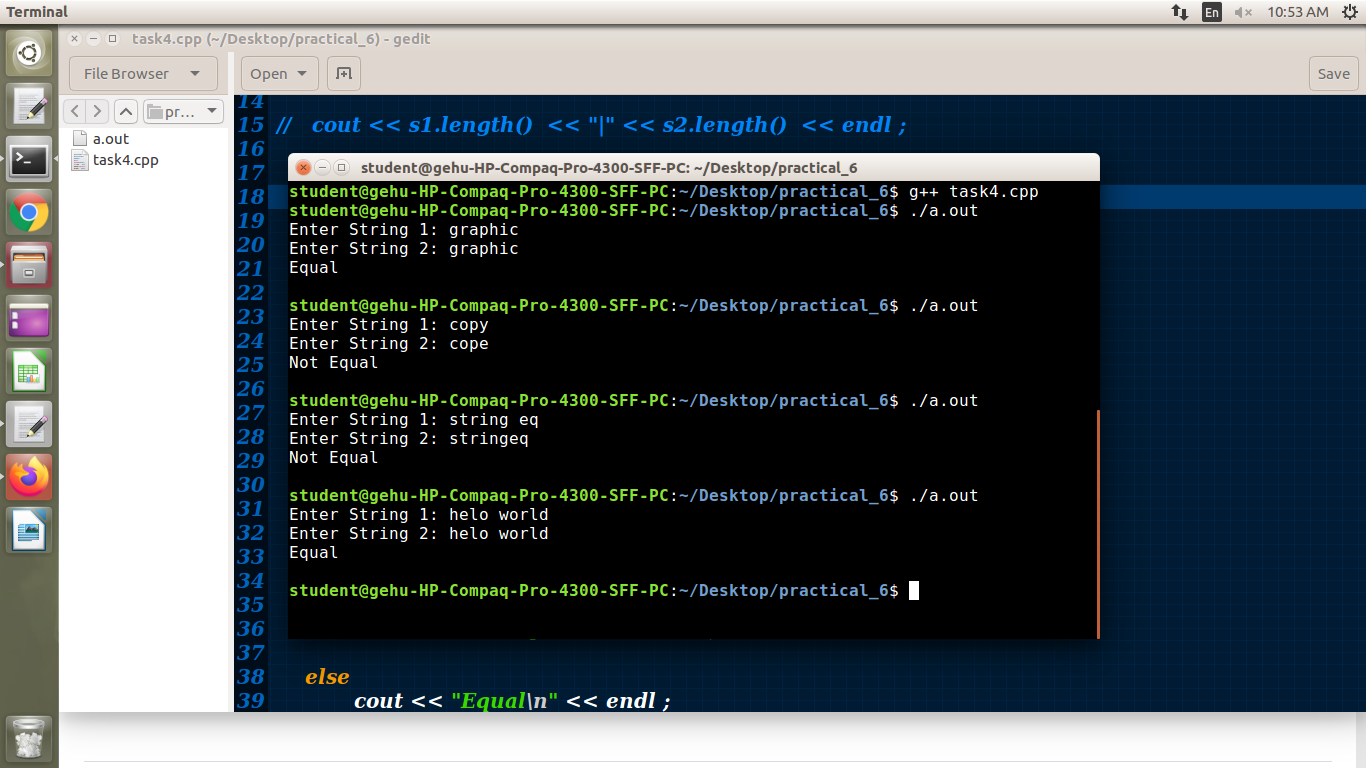 Terminal
En
10:53 AM
task4.cpp (~/Desktop/practical_6) - gedit
File Browser
Open
Save
pr...
a.out
task4.cpp
14
15 // cout << s1.length() << "|" << s2.length() << endl ;
16
17
18
19
20
21
22
23
24
25
26
27
28
29
30
31
32
33
34
35
36
37
38 else
39 cout << "Equal\n" << endl ;
student@gehu-HP-Compaq-Pro-4300-SFF-PC: ~/Desktop/practical_6
student@gehu-HP-Compaq-Pro-4300-SFF-PC:~/Desktop/practical_6$ g++ task4.cpp
student@gehu-HP-Compaq-Pro-4300-SFF-PC:~/Desktop/practical_6$ ./a.out
Enter String 1: graphic
Enter String 2: graphic
Equal
student@gehu-HP-Compaq-Pro-4300-SFF-PC:~/Desktop/practical_6$ ./a.out
Enter String 1: copy
Enter String 2: cope
Not Equal
student@gehu-HP-Compaq-Pro-4300-SFF-PC:~/Desktop/practical_6$ ./a.out
Enter String 1: string eq
Enter String 2: stringeq
Not Equal
student@gehu-HP-Compaq-Pro-4300-SFF-PC:~/Desktop/practical_6$ ./a.out
Enter String 1: helo world
Enter String 2: helo world
Equal
student@gehu-HP-Compaq-Pro-4300-SFF-PC:~/Desktop/practical_6$